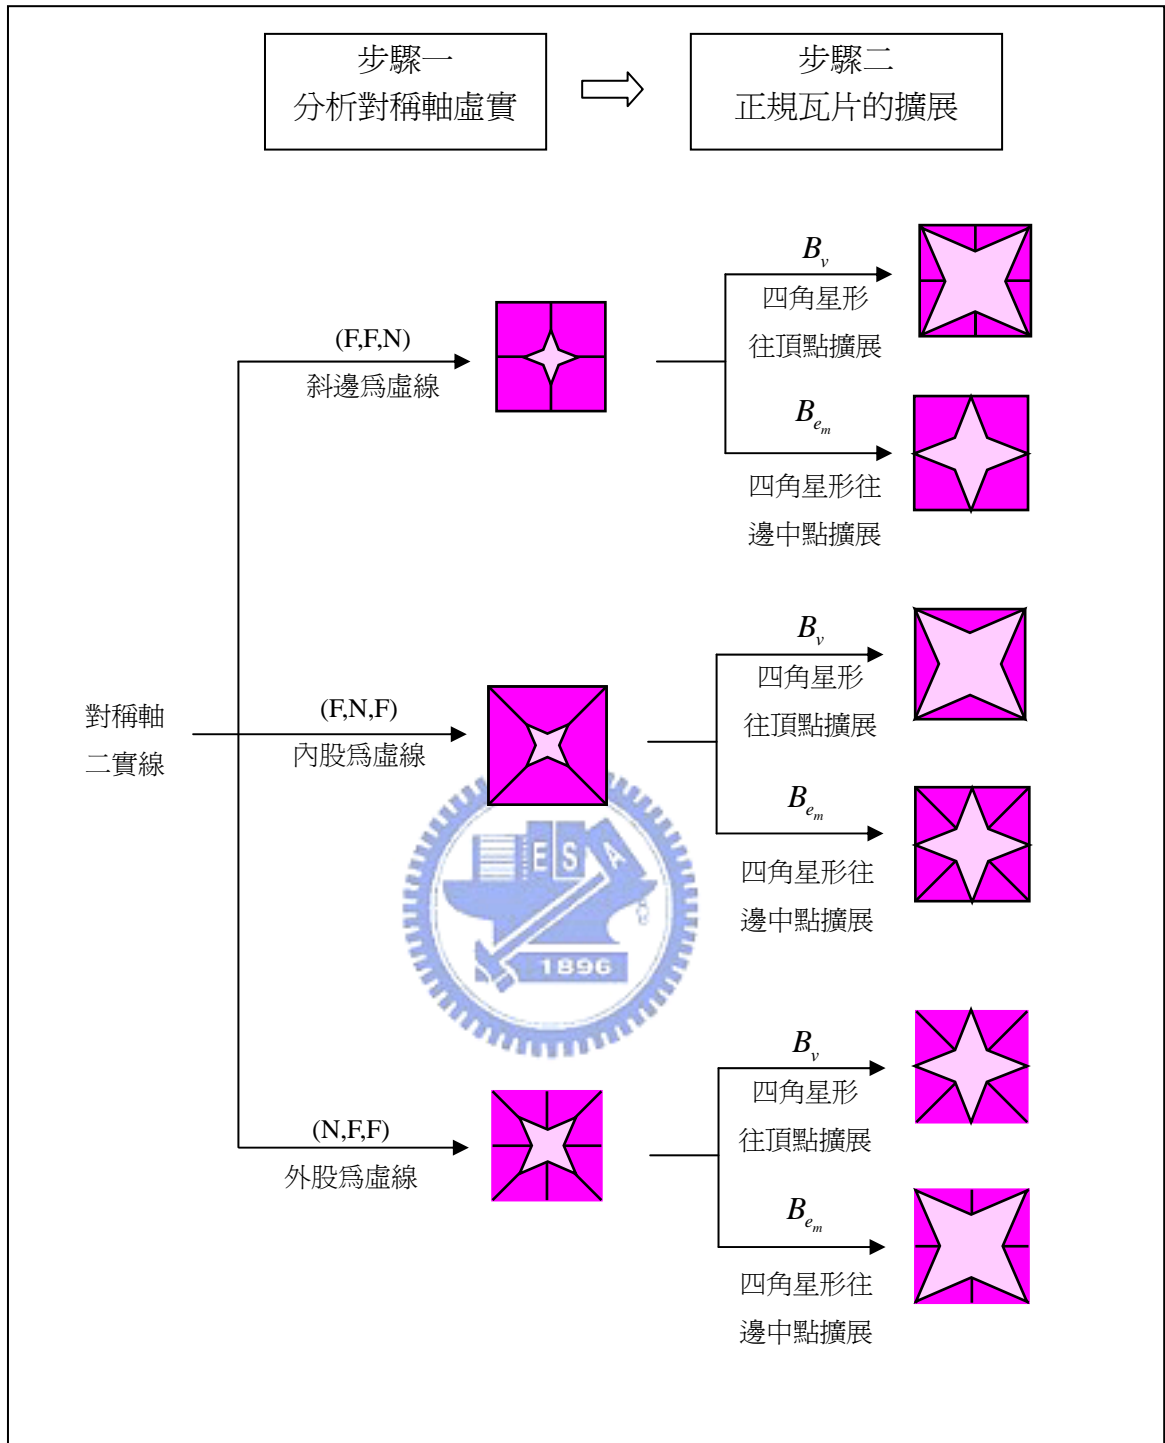 步驟一
分析對稱軸虛實
步驟二
正規瓦片的擴展
B_v
四角星形
往頂點擴展
(F,F,N)
斜邊爲虛線
B_{e_m}
四角星形往
邊中點擴展
B_v
四角星形
往頂點擴展
對稱軸
二實線
(F,N,F)
內股爲虛線
B_{e_m}
四角星形往
邊中點擴展
E S A
1896
B_v
四角星形
往頂點擴展
(N,F,F)
外股爲虛線
B_{e_m}
四角星形往
邊中點擴展